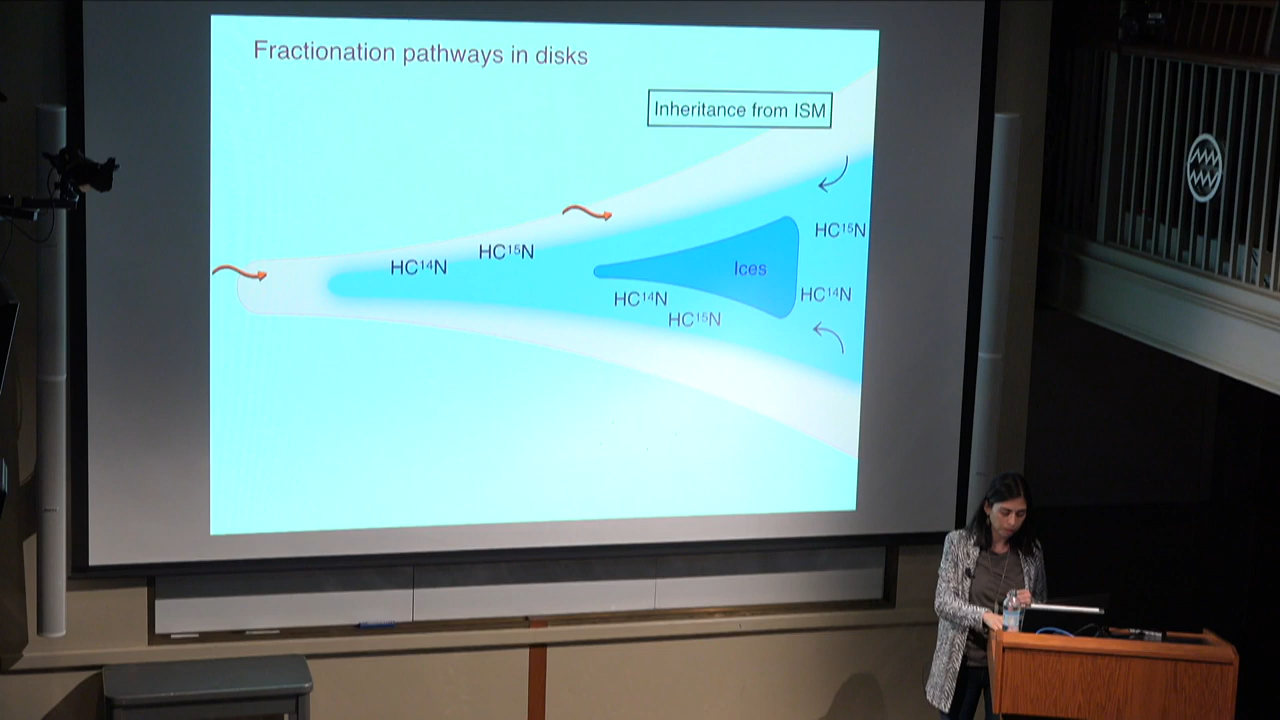 Fractionation pathways in disks
Inheritance from ISM
HC¹⁵N
HC¹⁵N
HC¹⁴N
Ices
HC¹⁴N
HC¹⁴N
HC¹⁵N